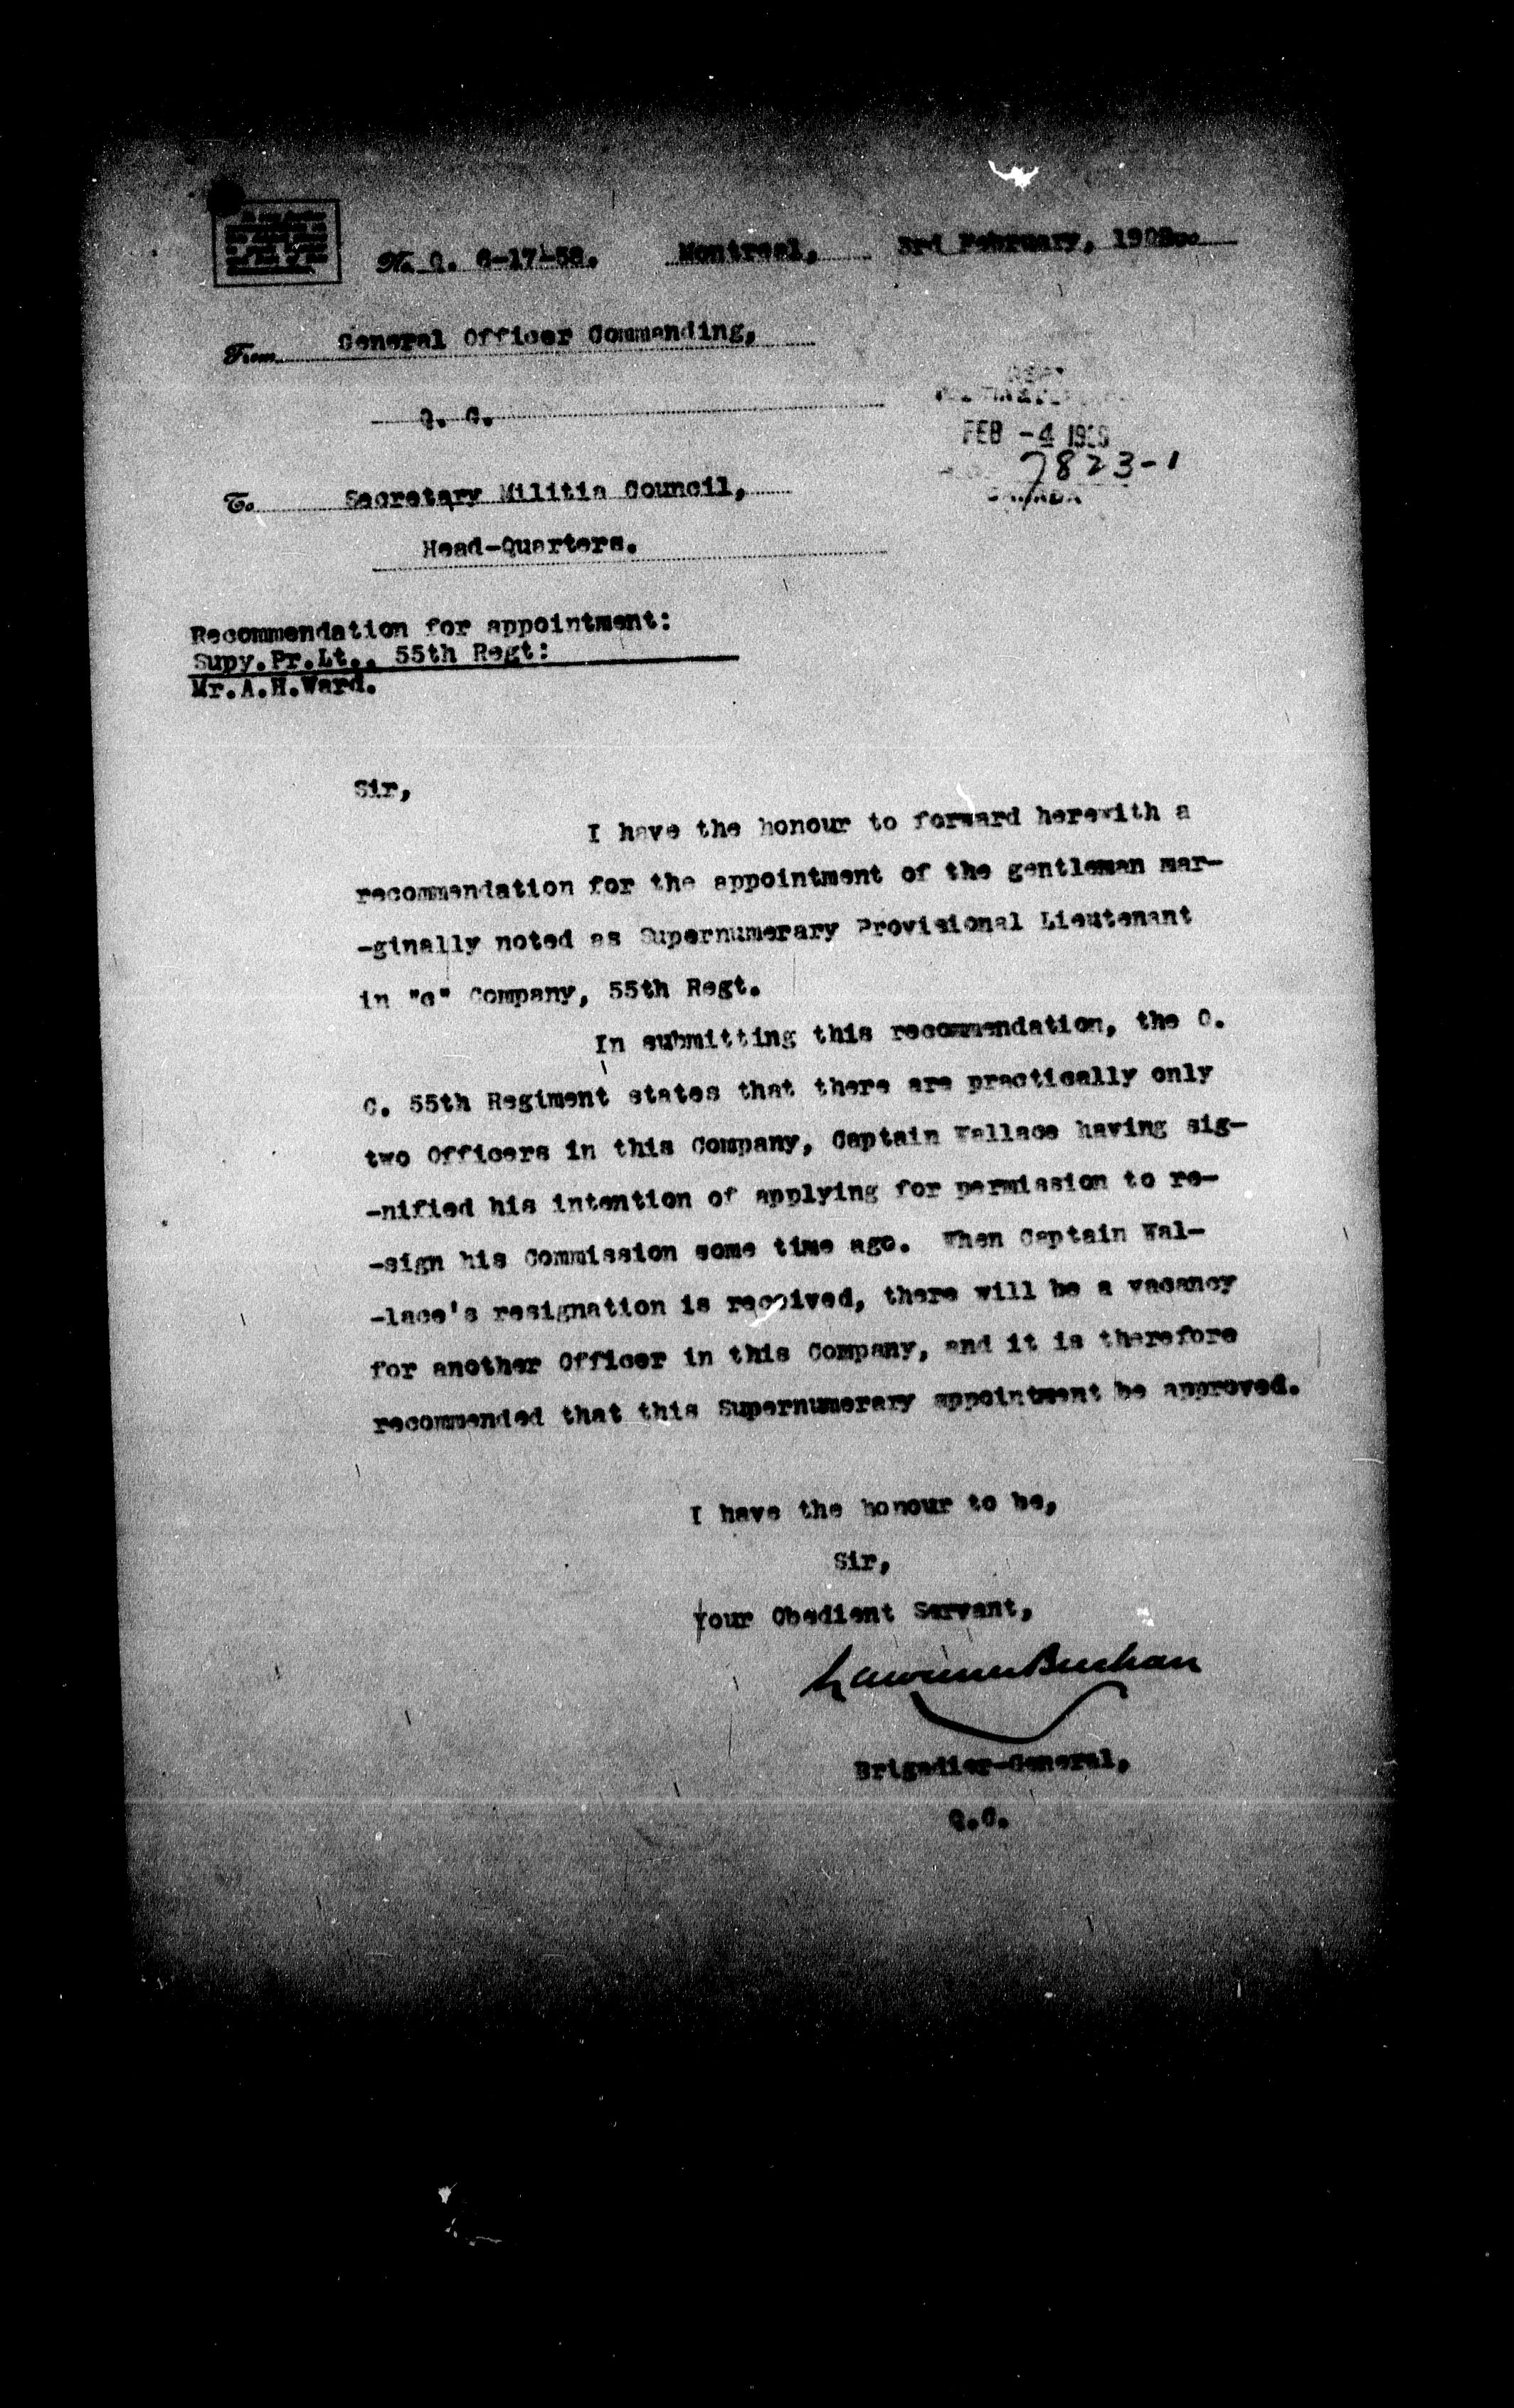 No. Q. 6-17-58. Montreal, 3rd February, 190
From General Officer Commanding,
Q. C.
FEB -4 19
7823-1
CANADA
To Secretary Militia Council,
Head-Quarters.
Recommendation for appointment:
Supy.Pr.Lt., 55th Regt:
Mr.A.H.Ward.
Sir,
I have the honour to forward herewith a
recommendation for the appointment of the gentleman mar-
-ginally noted as Supernumerary Provisional Lieutenant
in "G" Company, 55th Regt.
In submitting this recommendation, the O.
C. 55th Regiment states that there are practically only
two Officers in this Company, Captain Wallace having sig-
-nified his intention of applying for permission to re-
-sign his Commission some time ago. When Captain Wal-
-lace's resignation is received, there will be a vacancy
for another Officer in this Company, and it is therefore
recommended that this Supernumerary appointment be approved.
I have the honour to be,
Sir,
Your Obedient Servant,
Lawrence Buchan
Brigadier-General,
Q.C.